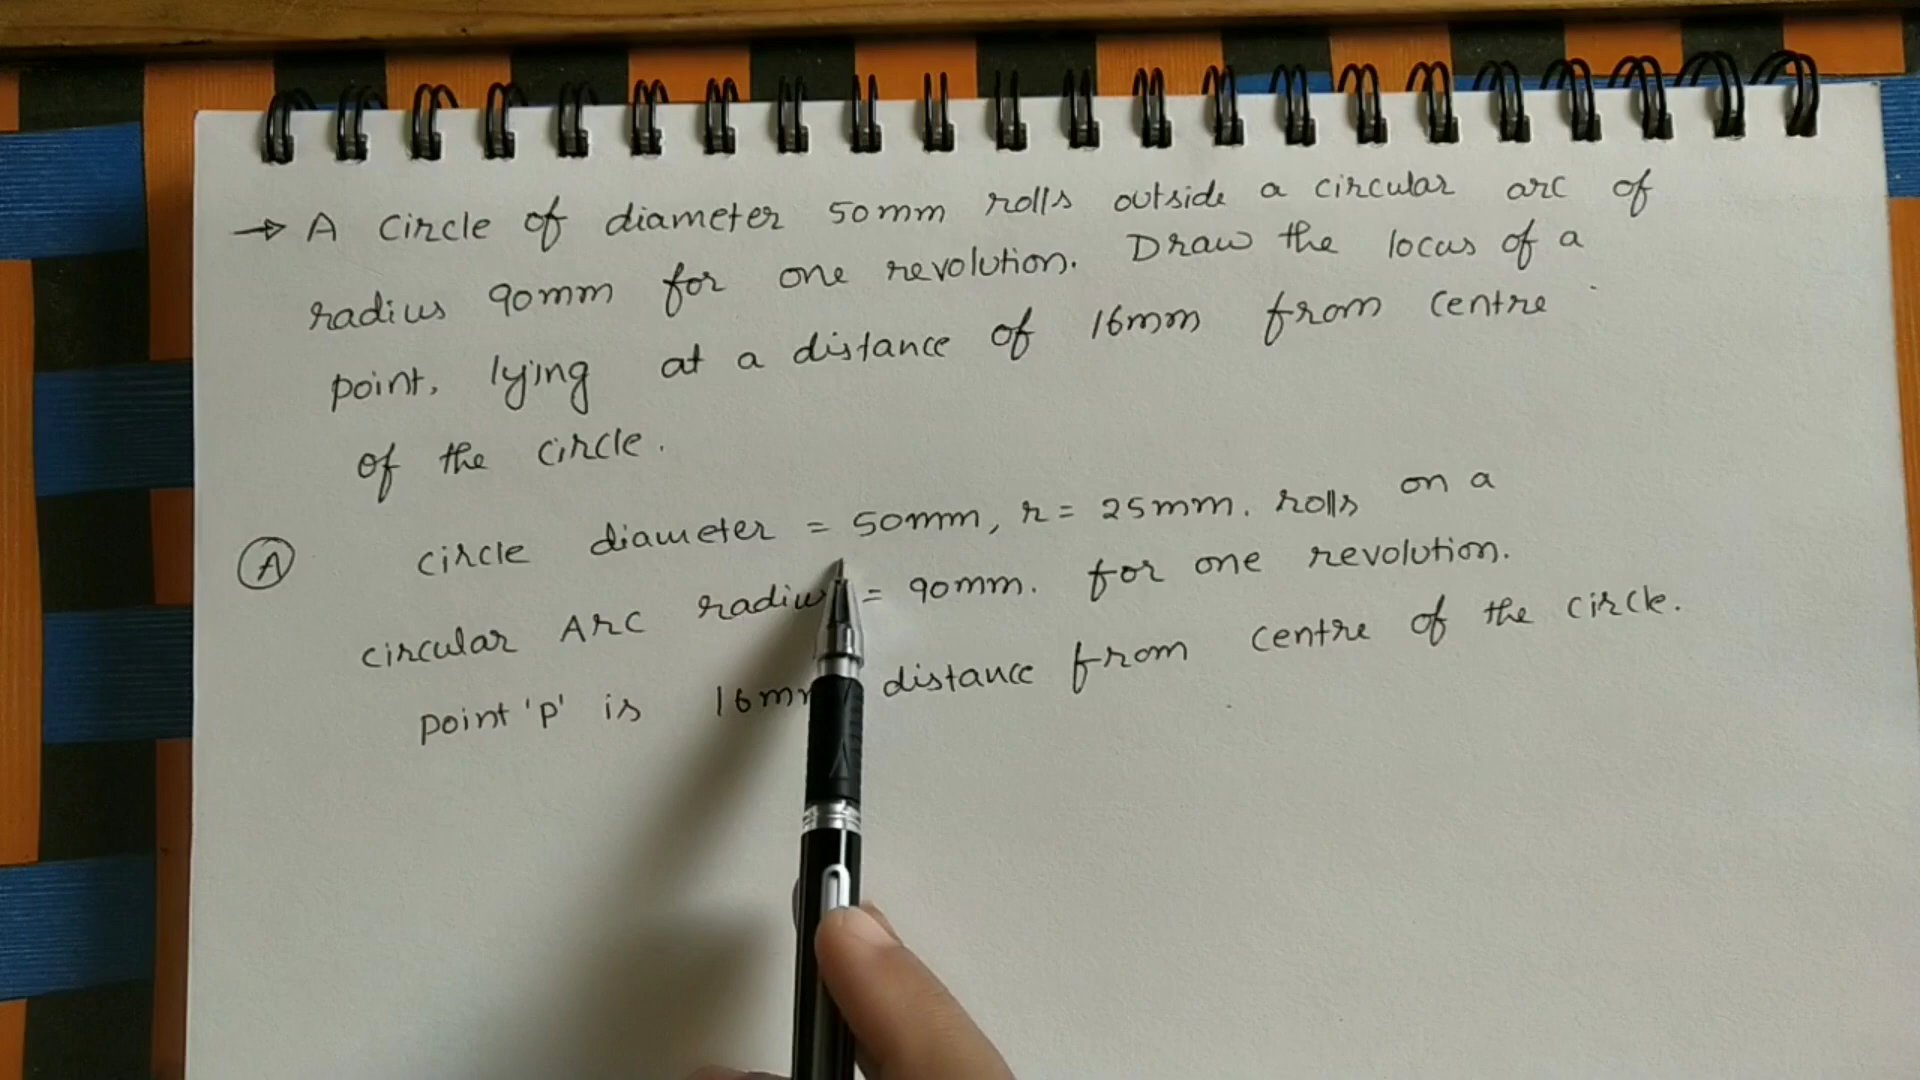 → A circle of diameter 50mm rolls outside a circular arc of
radius 90mm for one revolution. Draw the locus of a
point, lying at a distance of 16mm from centre
of the circle.
A circle diameter = 50mm, r = 25mm. rolls on a
circular Arc radius = 90mm. for one revolution.
point 'P' is 16mm distance from centre of the circle.